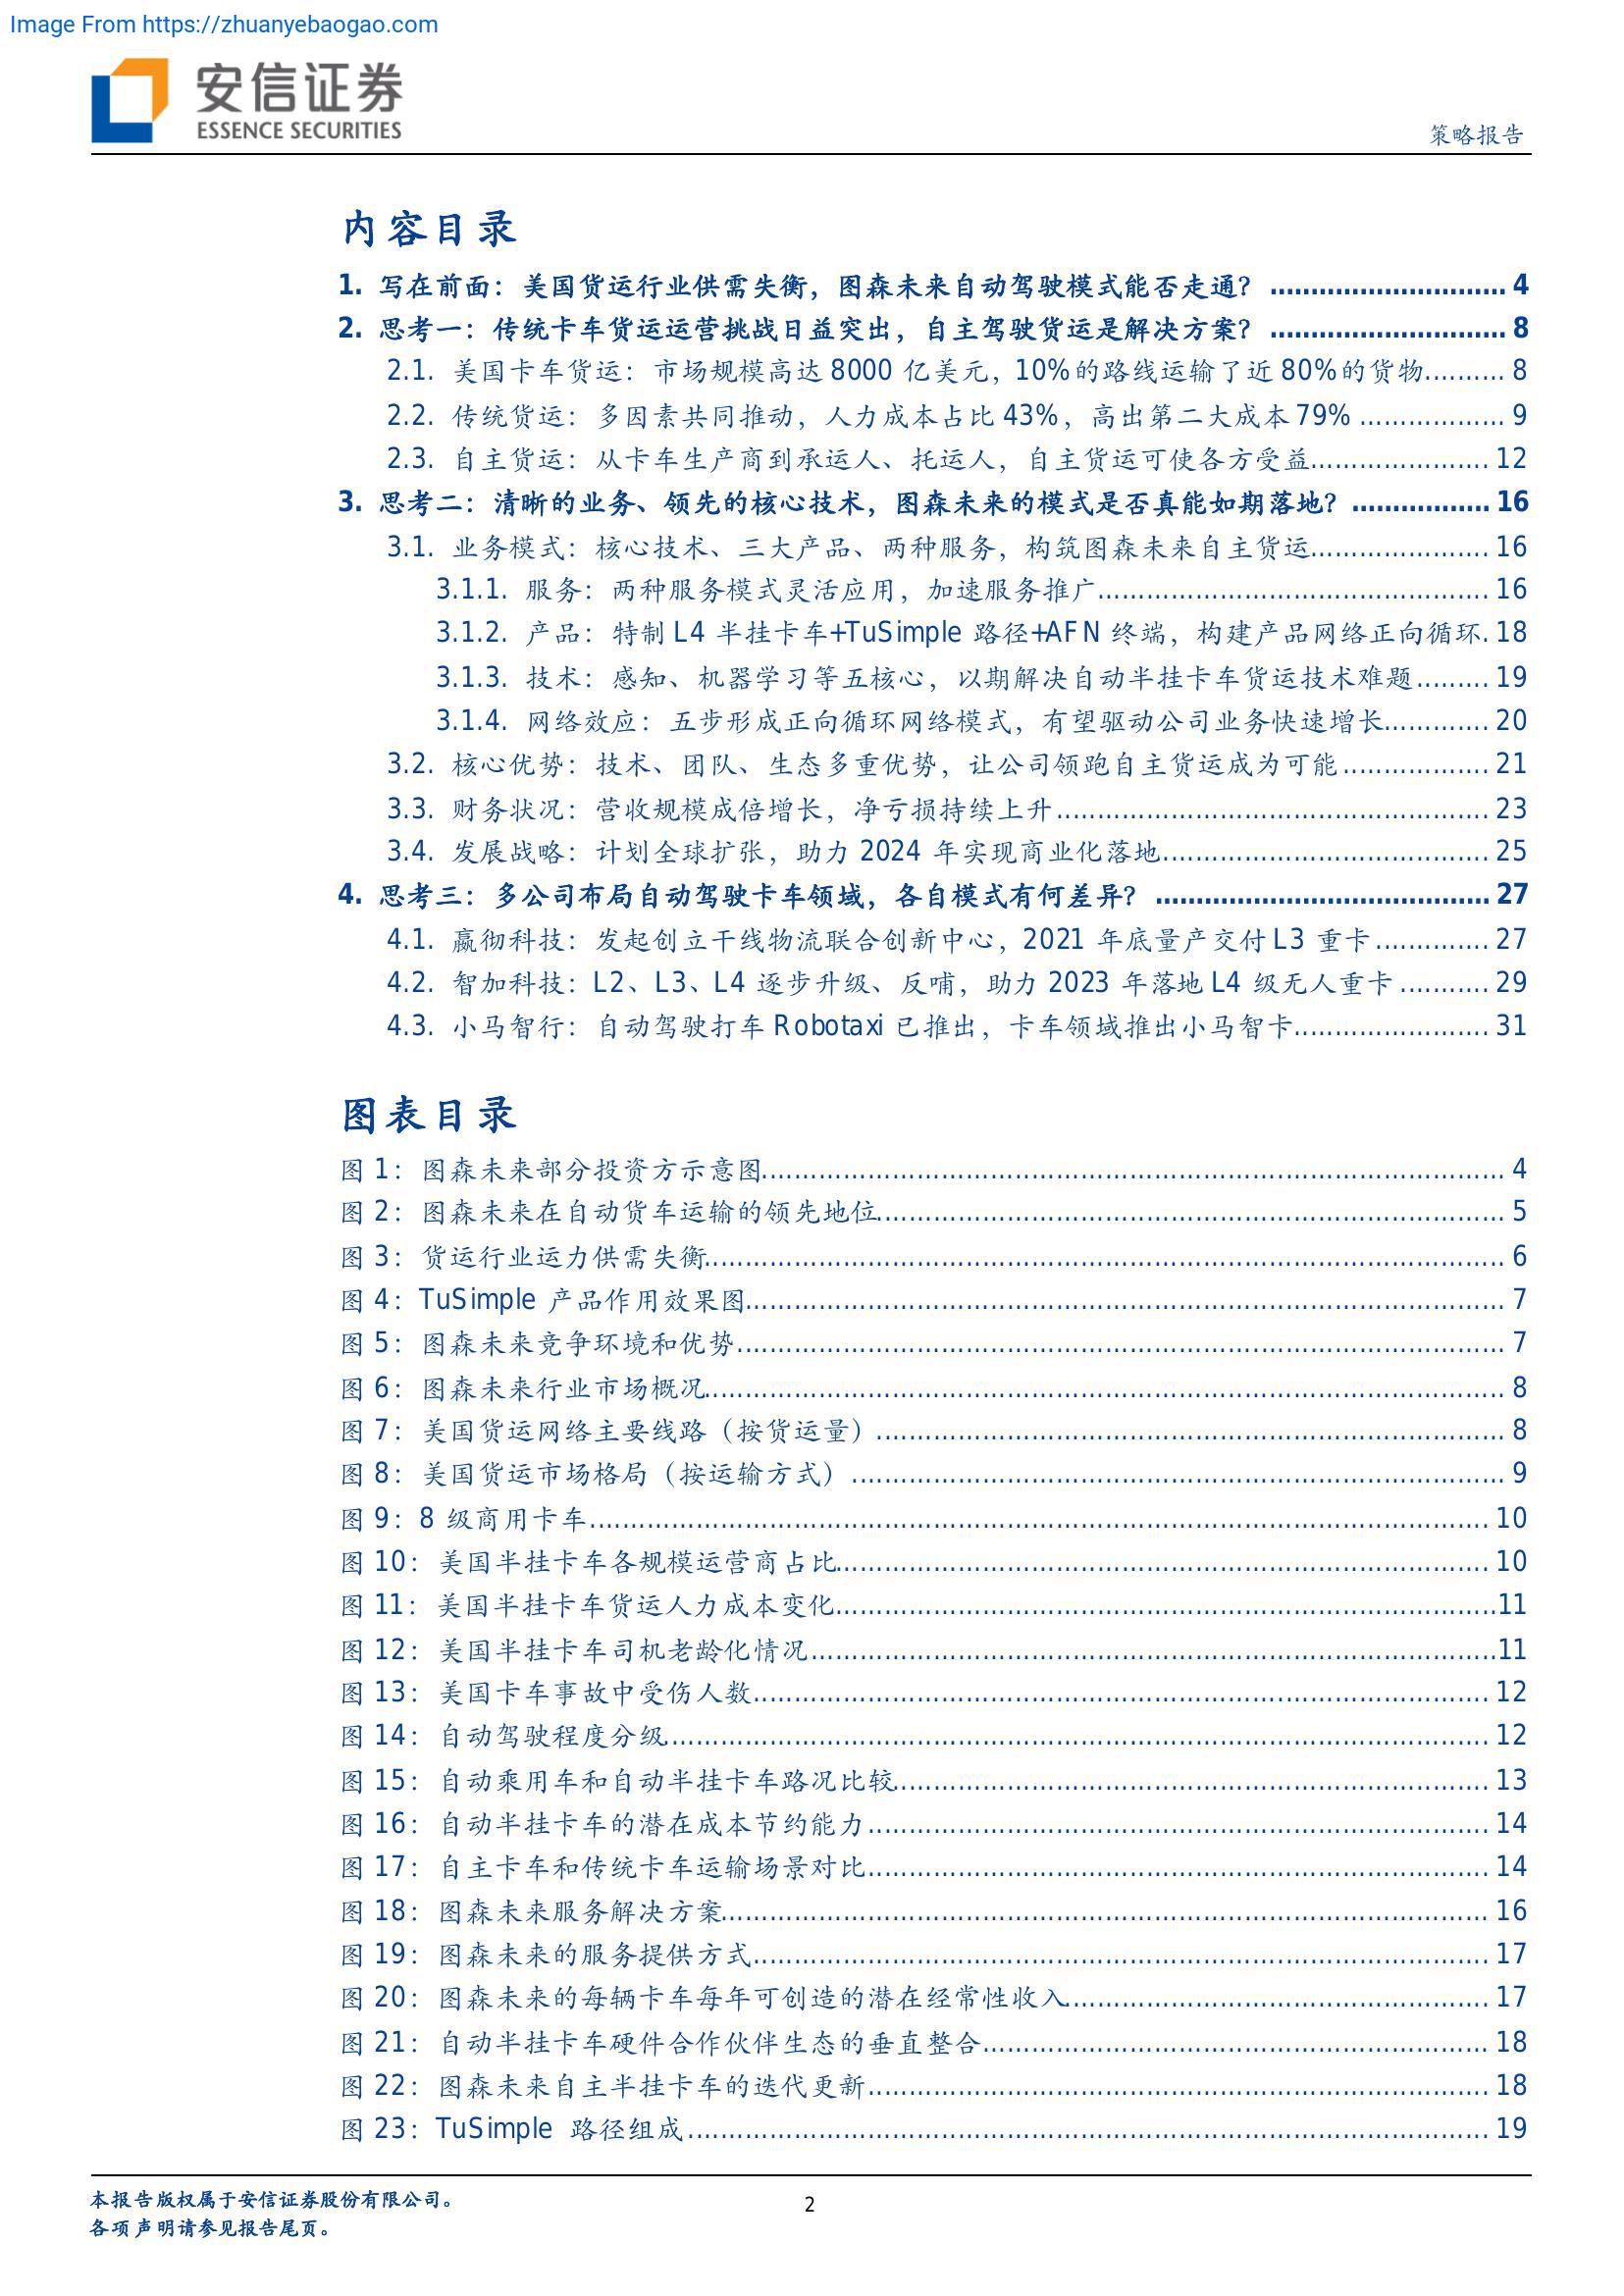 Image From https://zhuanyebaogao.com
安信证券
ESSENCE SECURITIES
策略报告
内容目录
1. 写在前面：美国货运行业供需失衡，图森未来自动驾驶模式能否走通？ ............................. 4
2. 思考一：传统卡车货运运营挑战日益突出，自主驾驶货运是解决方案？ ............................. 8
2.1. 美国卡车货运：市场规模高达 8000 亿美元，10%的路线运输了近 80%的货物.......... 8
2.2. 传统货运：多因素共同推动，人力成本占比 43%，高出第二大成本 79% .................. 9
2.3. 自主货运：从卡车生产商到承运人、托运人，自主货运可使各方受益...................... 12
3. 思考二：清晰的业务、领先的核心技术，图森未来的模式是否真能如期落地？ ................. 16
3.1. 业务模式：核心技术、三大产品、两种服务，构筑图森未来自主货运...................... 16
3.1.1. 服务：两种服务模式灵活应用，加速服务推广................................................ 16
3.1.2. 产品：特制 L4 半挂卡车+TuSimple 路径+AFN 终端，构建产品网络正向循环. 18
3.1.3. 技术：感知、机器学习等五核心，以期解决自动半挂卡车货运技术难题......... 19
3.1.4. 网络效应：五步形成正向循环网络模式，有望驱动公司业务快速增长............. 20
3.2. 核心优势：技术、团队、生态多重优势，让公司领跑自主货运成为可能.................. 21
3.3. 财务状况：营收规模成倍增长，净亏损持续上升..................................................... 23
3.4. 发展战略：计划全球扩张，助力 2024 年实现商业化落地........................................ 25
4. 思考三：多公司布局自动驾驶卡车领域，各自模式有何差异？ ......................................... 27
4.1. 嬴彻科技：发起创立干线物流联合创新中心，2021 年底量产交付 L3 重卡.............. 27
4.2. 智加科技：L2、L3、L4 逐步升级、反哺，助力 2023 年落地 L4 级无人重卡 ........... 29
4.3. 小马智行：自动驾驶打车 Robotaxi 已推出，卡车领域推出小马智卡........................ 31
图表目录
图 1：图森未来部分投资方示意图........................................................................................... 4
图 2：图森未来在自动货车运输的领先地位............................................................................. 5
图 3：货运行业运力供需失衡.................................................................................................. 6
图 4：TuSimple 产品作用效果图............................................................................................. 7
图 5：图森未来竞争环境和优势.............................................................................................. 7
图 6：图森未来行业市场概况.................................................................................................. 8
图 7：美国货运网络主要线路（按货运量）............................................................................. 8
图 8：美国货运市场格局（按运输方式）................................................................................ 9
图 9：8 级商用卡车.............................................................................................................. 10
图 10：美国半挂卡车各规模运营商占比................................................................................ 10
图 11：美国半挂卡车货运人力成本变化................................................................................. 11
图 12：美国半挂卡车司机老龄化情况.................................................................................... 11
图 13：美国卡车事故中受伤人数.......................................................................................... 12
图 14：自动驾驶程度分级..................................................................................................... 12
图 15：自动乘用车和自动半挂卡车路况比较......................................................................... 13
图 16：自动半挂卡车的潜在成本节约能力............................................................................ 14
图 17：自主卡车和传统卡车运输场景对比............................................................................ 14
图 18：图森未来服务解决方案.............................................................................................. 16
图 19：图森未来的服务提供方式.......................................................................................... 17
图 20：图森未来的每辆卡车每年可创造的潜在经常性收入.................................................... 17
图 21：自动半挂卡车硬件合作伙伴生态的垂直整合.............................................................. 18
图 22：图森未来自主半挂卡车的迭代更新............................................................................ 18
图 23：TuSimple 路径组成.................................................................................................. 19
本报告版权属于安信证券股份有限公司。
2
各项声明请参见报告尾页。